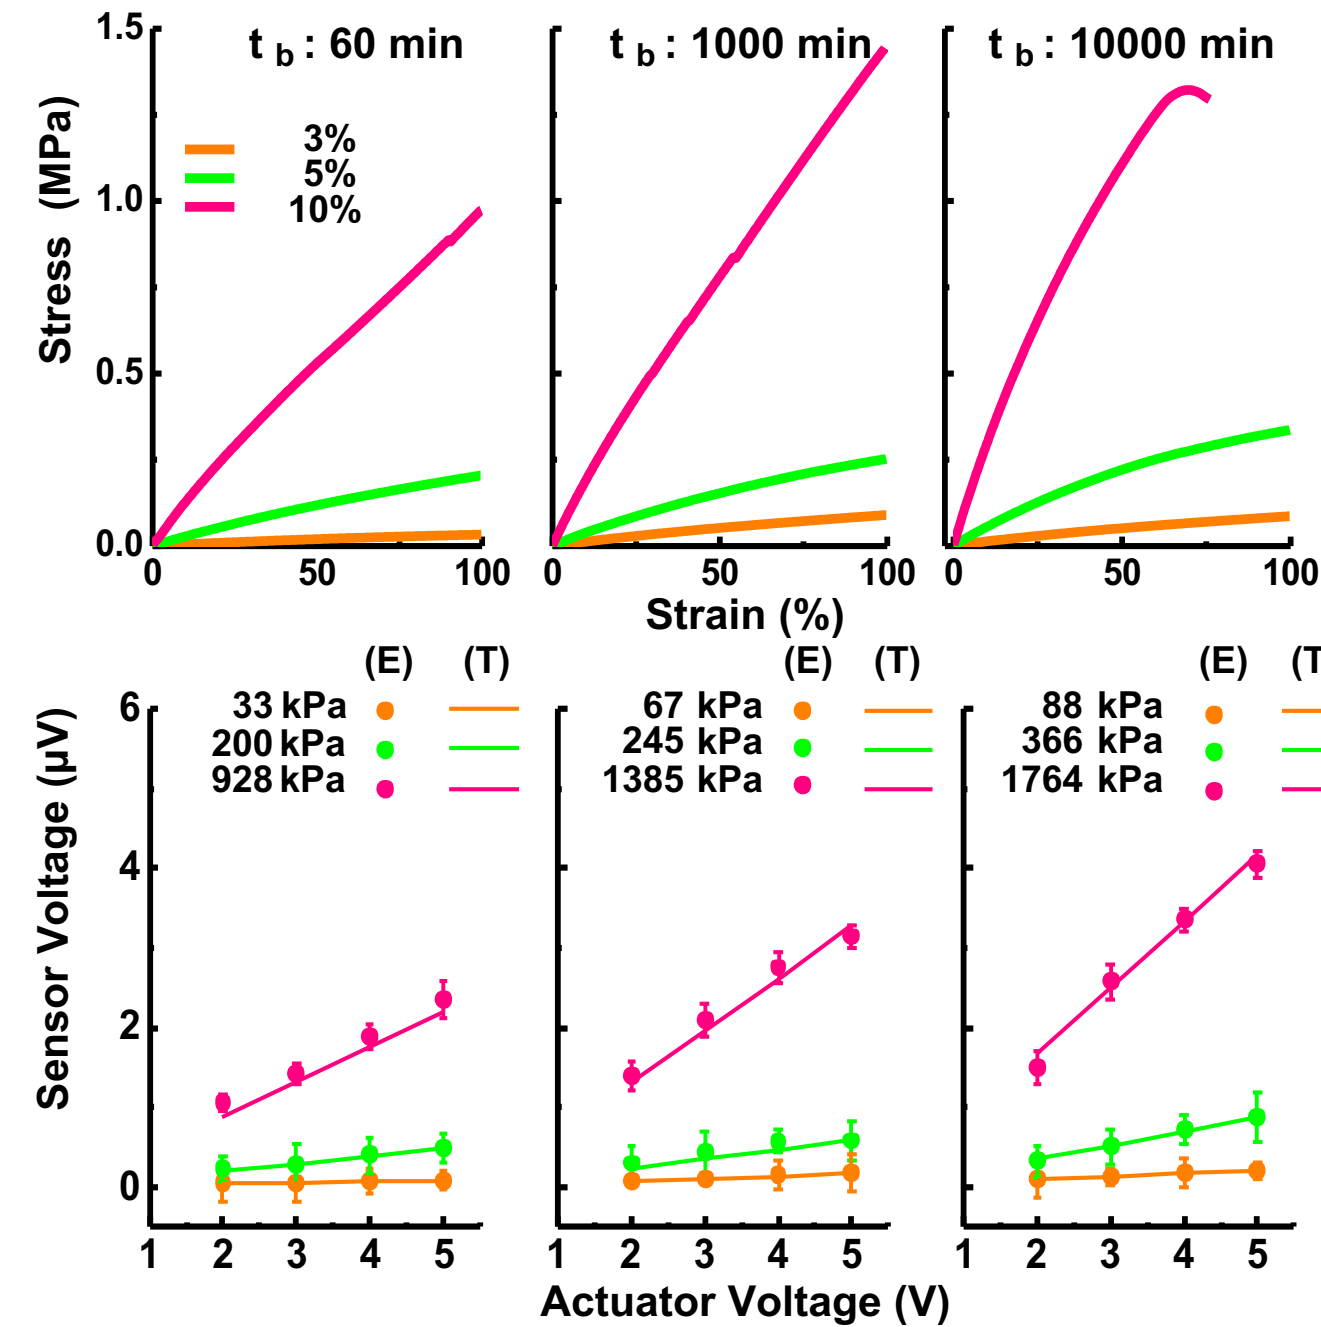 t b : 60 min
t b : 1000 min
t b : 10000 min
1.5
1.0
0.5
0.0
Stress (MPa)
3%
5%
10%
0 50 100
0 50 100
0 50 100
Strain (%)
(E) (T)
33 kPa
200 kPa
928 kPa
(E) (T)
67 kPa
245 kPa
1385 kPa
(E) (T
88 kPa
366 kPa
1764 kPa
6
4
2
0
Sensor Voltage (µV)
1 2 3 4 5
1 2 3 4 5
1 2 3 4 5
Actuator Voltage (V)